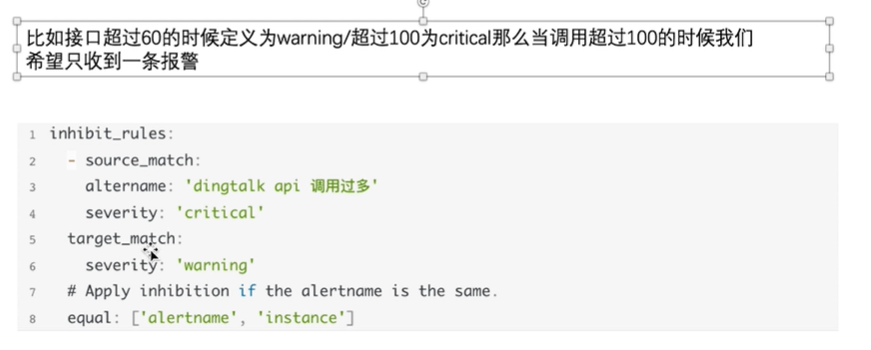 比如接口超过60的时候定义为warning/超过100为critical那么当调用超过100的时候我们
希望只收到一条报警
1 inhibit_rules:
2 - source_match:
3 altername: 'dingtalk api 调用过多'
4 severity: 'critical'
5 target_match:
6 severity: 'warning'
7 # Apply inhibition if the alertname is the same.
8 equal: ['alertname', 'instance']